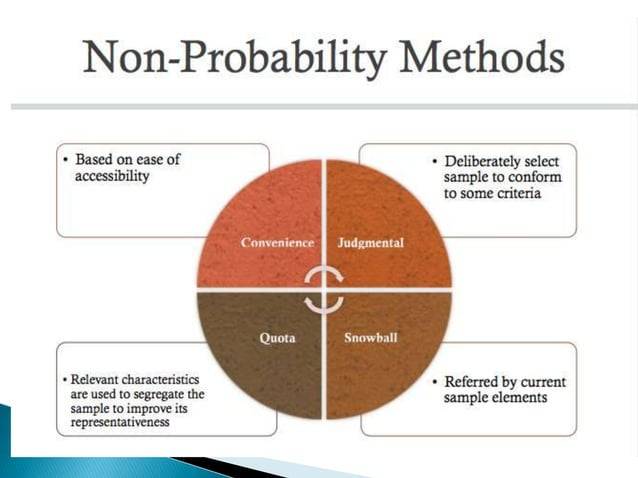 Non-Probability Methods
• Based on ease of
accessibility
• Deliberately select
sample to conform
to some criteria
Convenience
Judgmental
Quota
Snowball
• Relevant characteristics
are used to segregate the
sample to improve its
representativeness
• Referred by current
sample elements